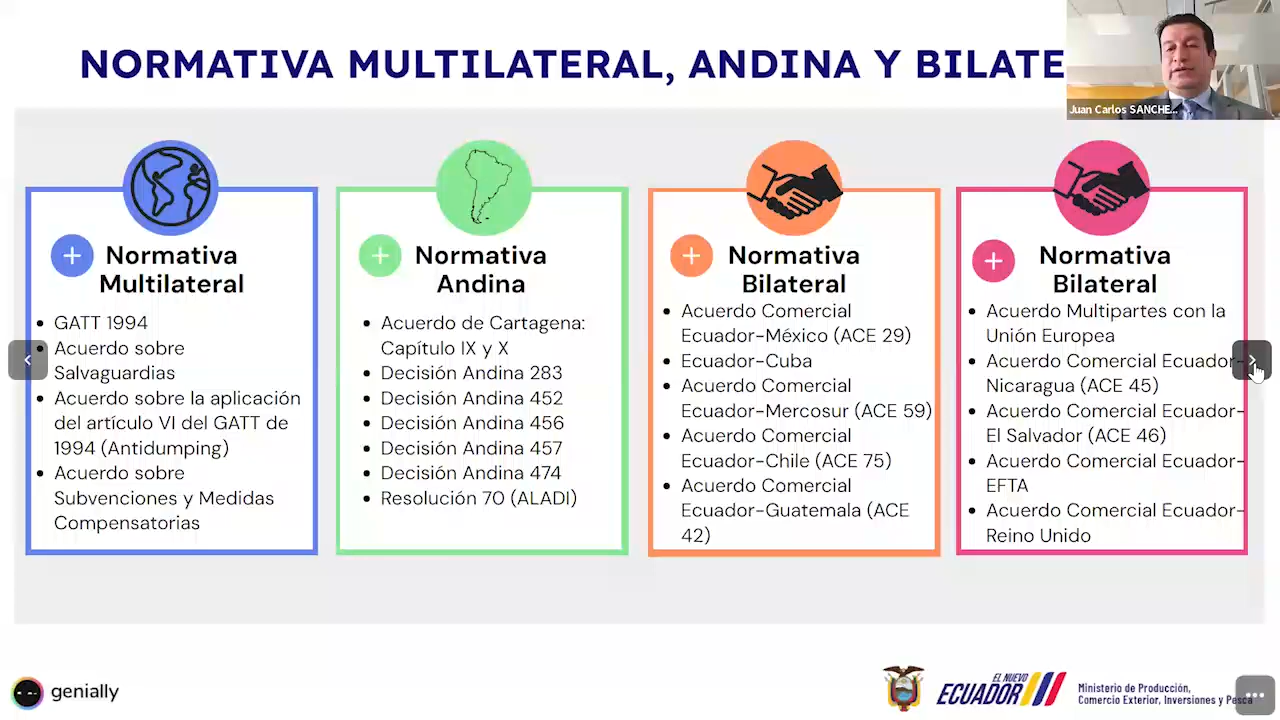 NORMATIVA MULTILATERAL, ANDINA Y BILATE
Juan Carlos SANCHE...
Normativa
Multilateral
GATT 1994
Acuerdo sobre
Salvaguardias
Acuerdo sobre la aplicación
del artículo VI del GATT de
1994 (Antidumping)
Acuerdo sobre
Subvenciones y Medidas
Compensatorias
Normativa
Andina
Acuerdo de Cartagena:
Capítulo IX y X
Decisión Andina 283
Decisión Andina 452
Decisión Andina 456
Decisión Andina 457
Decisión Andina 474
Resolución 70 (ALADI)
Normativa
Bilateral
Acuerdo Comercial
Ecuador-México (ACE 29)
Ecuador-Cuba
Acuerdo Comercial
Ecuador-Mercosur (ACE 59)
Acuerdo Comercial
Ecuador-Chile (ACE 75)
Acuerdo Comercial
Ecuador-Guatemala (ACE
42)
Normativa
Bilateral
Acuerdo Multipartes con la
Unión Europea
Acuerdo Comercial Ecuador-
Nicaragua (ACE 45)
Acuerdo Comercial Ecuador-
El Salvador (ACE 46)
Acuerdo Comercial Ecuador-
EFTA
Acuerdo Comercial Ecuador-
Reino Unido
genially
EL NUEVO
ECUADOR
Ministerio de Producción,
Comercio Exterior, Inversiones y Pesca